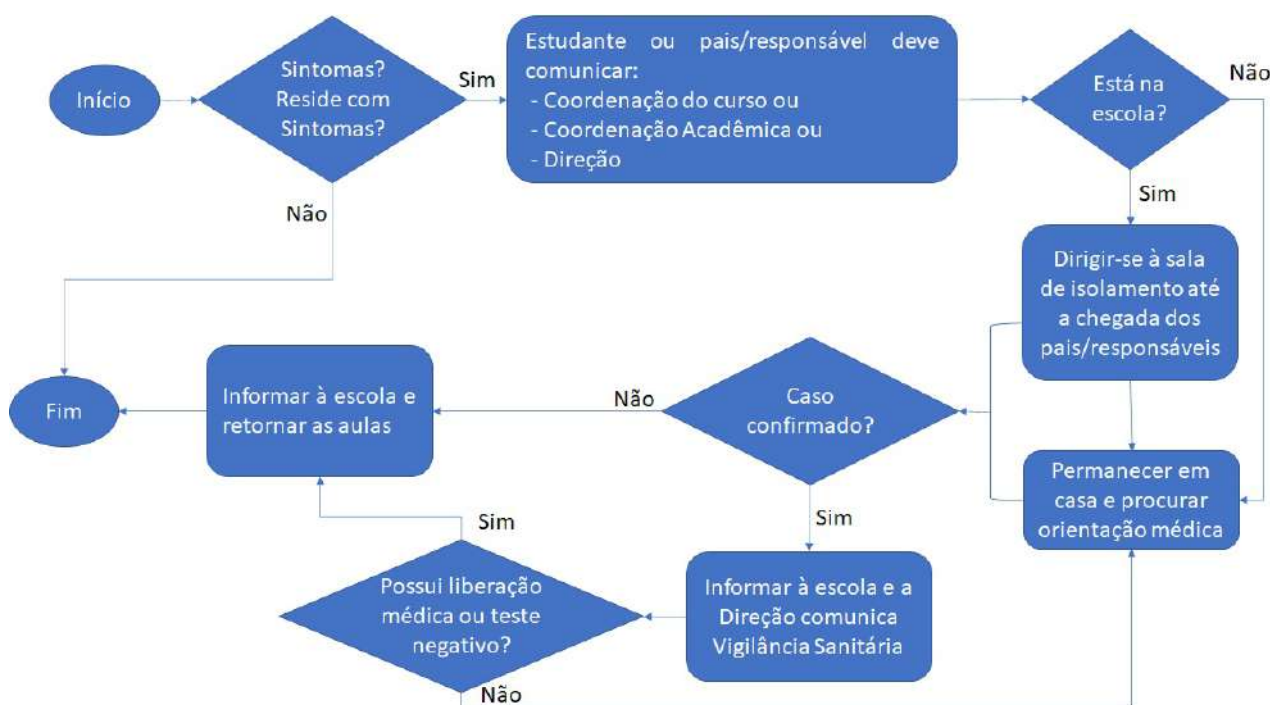 Início
Sintomas?
Reside com
Sintomas?
Sim
Estudante ou pais/responsável deve
comunicar:
- Coordenação do curso ou
- Coordenação Acadêmica ou
- Direção
Está na
escola?
Não
Sim
Não
Dirigir-se à sala
de isolamento até
a chegada dos
pais/responsáveis
Fim
Informar à escola e
retornar as aulas
Não
Caso
confirmado?
Permanecer em
casa e procurar
orientação médica
Sim
Sim
Possui liberação
médica ou teste
negativo?
Informar à escola e a
Direção comunica
Vigilância Sanitária
Não